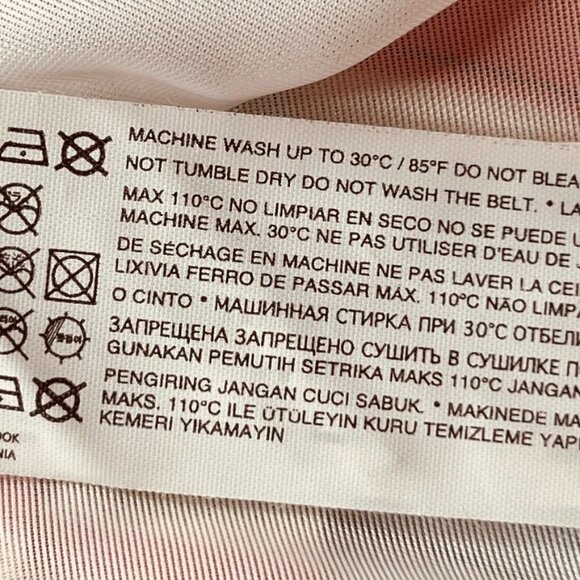 MACHINE WASH UP TO 30°C / 85°F DO NOT BLEA
NOT TUMBLE DRY DO NOT WASH THE BELT. • LA
MAX 110°C NO LIMPIAR EN SECO NO SE PUEDE
MACHINE MAX. 30°C NE PAS UTILISER D'EAU DE
DE SÉCHAGE EN MACHINE NE PAS LAVER LA CEI
LIXIVIA FERRO DE PASSAR MÁX. 110°C NÃO LIMPA
O CINTO • МАШИННАЯ СТИРКА ПРИ 30°C ОТБЕЛИ
ЗАПРЕЩЕНА ЗАПРЕЩЕНО СУШИТЬ В СУШИЛКЕ П
GUNAKAN PEMUTIH SETRIKA MAKS 110°C JANGAN
PENGIRING JANGAN CUCI SABUK. • MAKINEDE MA
MAKS. 110°C ILE ÜTÜLEYIN KURU TEMIZLEME YAP
KEMERI YIKAMAYIN
OOK
NIA